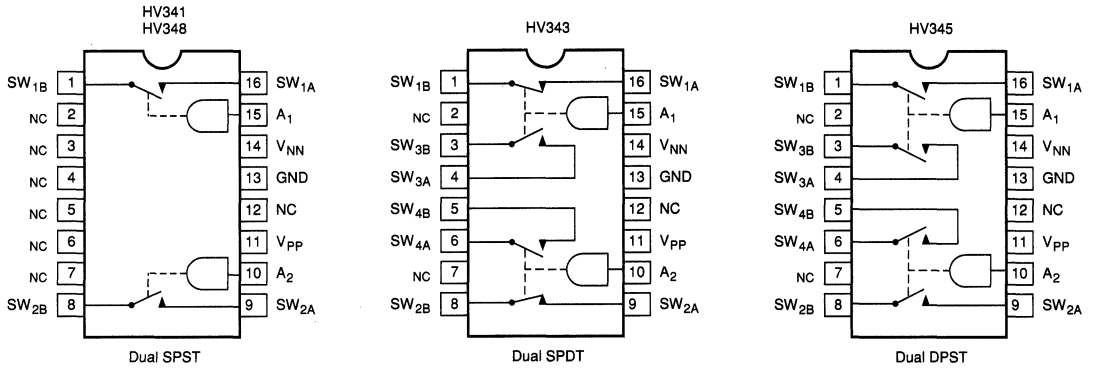 HV341
HV348
SW1B 1 16 SW1A
NC 2 15 A1
NC 3 14 VNN
NC 4 13 GND
NC 5 12 NC
NC 6 11 VPP
NC 7 10 A2
SW2B 8 9 SW2A
Dual SPST
HV343
SW1B 1 16 SW1A
NC 2 15 A1
SW3B 3 14 VNN
SW3A 4 13 GND
SW4B 5 12 NC
SW4A 6 11 VPP
NC 7 10 A2
SW2B 8 9 SW2A
Dual SPDT
HV345
SW1B 1 16 SW1A
NC 2 15 A1
SW3B 3 14 VNN
SW3A 4 13 GND
SW4B 5 12 NC
SW4A 6 11 VPP
NC 7 10 A2
SW2B 8 9 SW2A
Dual DPST